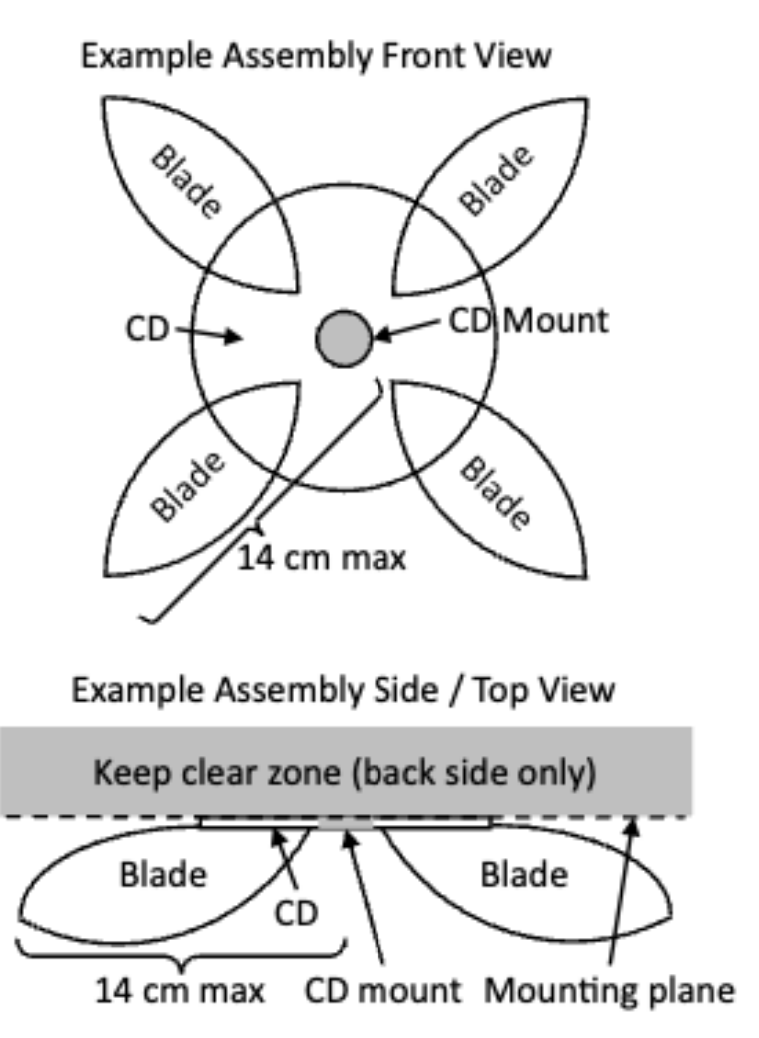 Example Assembly Front View
Blade
Blade
CD
CD Mount
Blade
Blade
14 cm max
Example Assembly Side / Top View
Keep clear zone (back side only)
Blade
Blade
CD
14 cm max
CD mount
Mounting plane